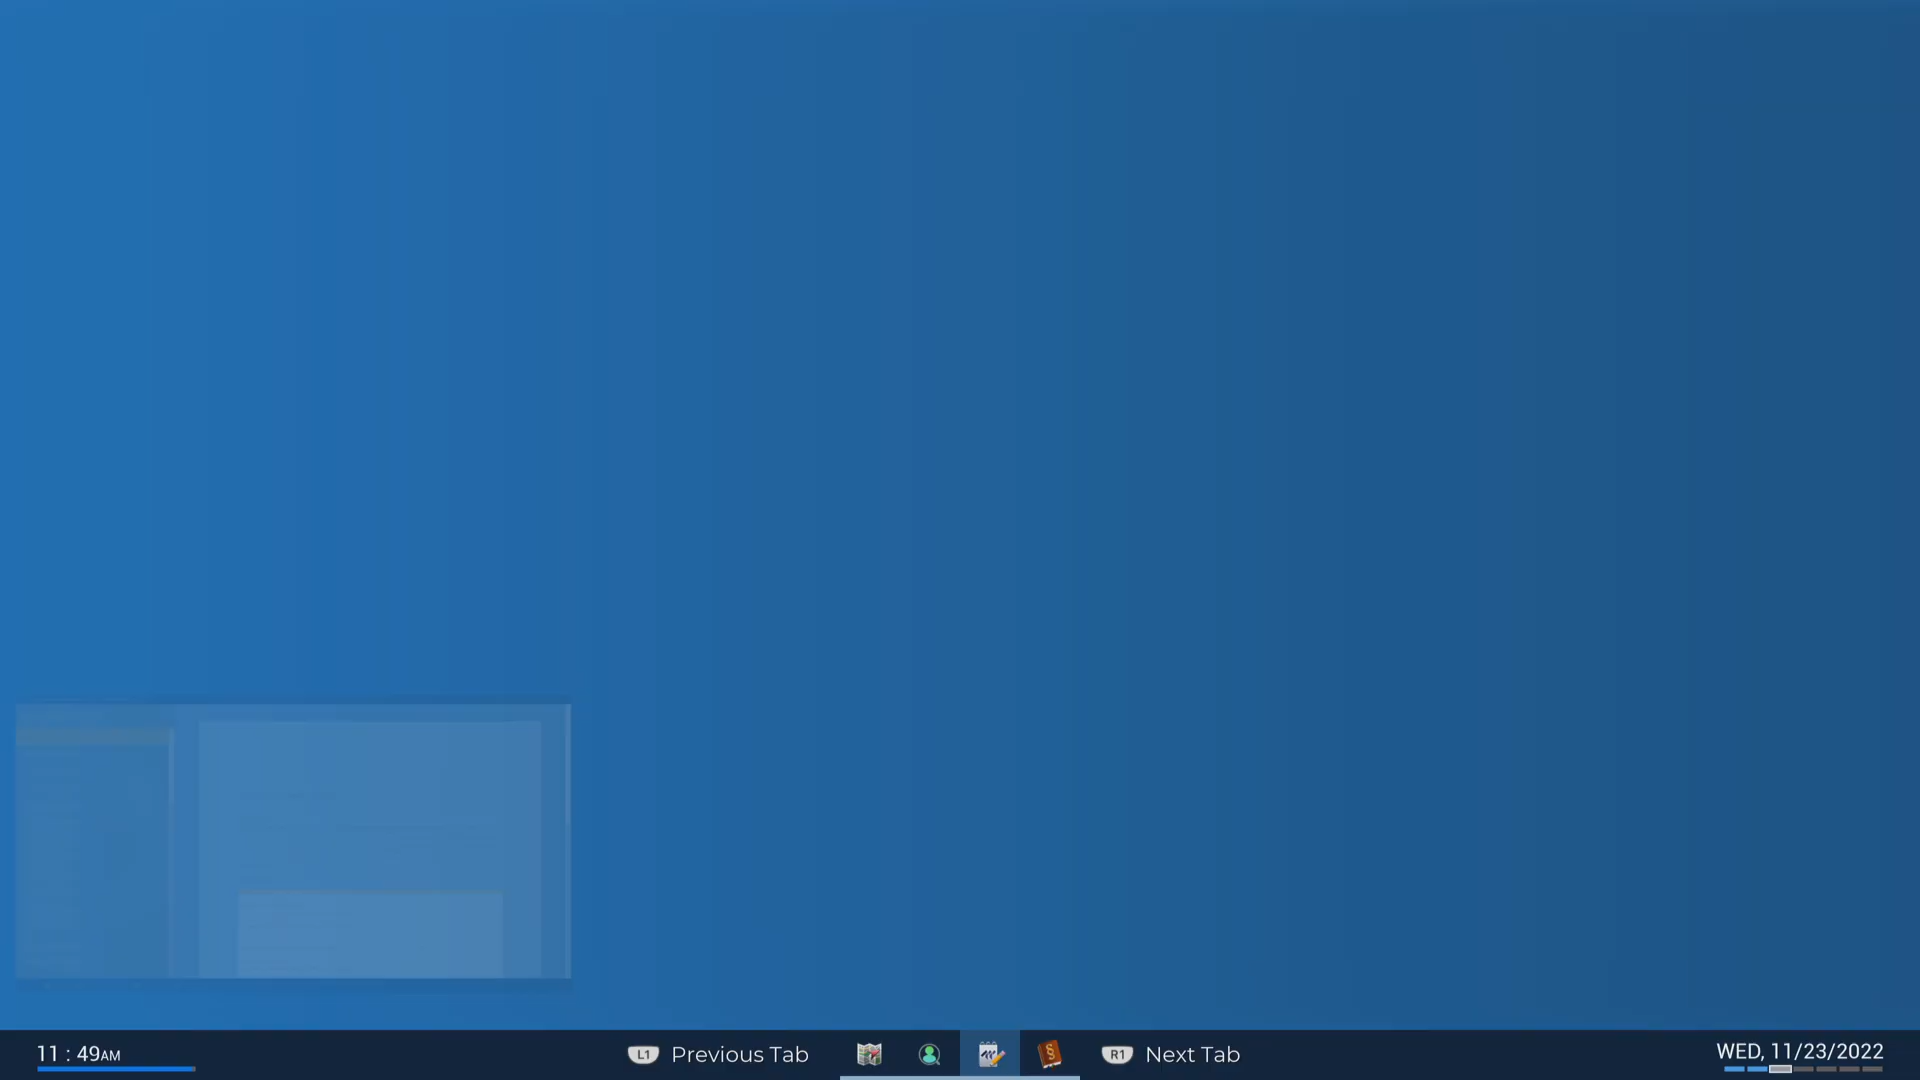 11 : 49AM
L1 Previous Tab
R1 Next Tab
WED, 11/23/2022